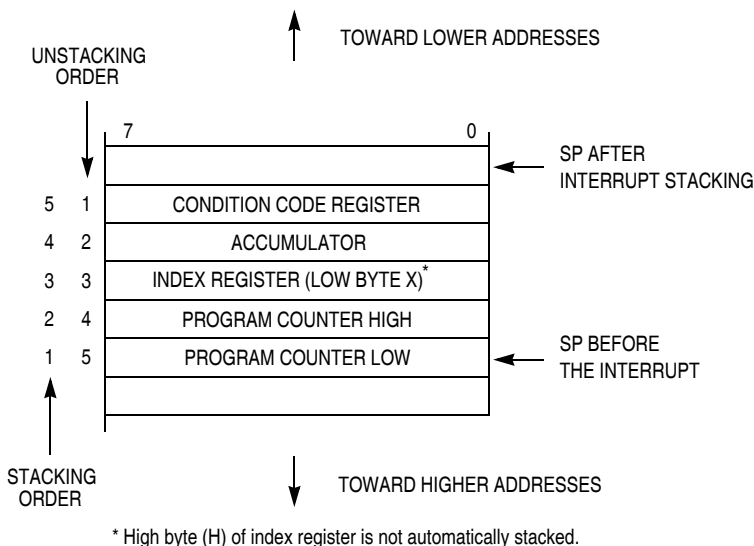 TOWARD LOWER ADDRESSES
UNSTACKING
ORDER
7 0
SP AFTER
INTERRUPT STACKING
5 1 CONDITION CODE REGISTER
4 2 ACCUMULATOR
3 3 INDEX REGISTER (LOW BYTE X)*
2 4 PROGRAM COUNTER HIGH
1 5 PROGRAM COUNTER LOW
SP BEFORE
THE INTERRUPT
STACKING
ORDER
TOWARD HIGHER ADDRESSES
* High byte (H) of index register is not automatically stacked.